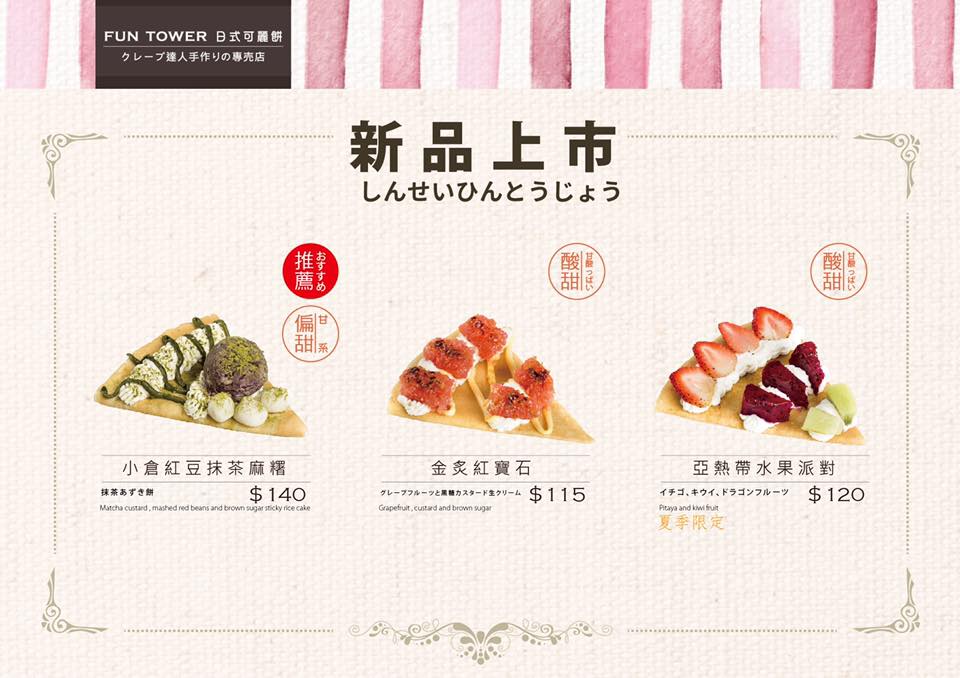 FUN TOWER 日式可麗餅
クレープ達人手作りの專売店
新品上市
しんせいひんとうじょう
推薦
おすすめ
偏甜
甘系
小倉紅豆抹茶麻糬
抹茶あずき餅
$140
Matcha custard , mashed red beans and brown sugar sticky rice cake
酸甜
甘酸っぱい
金炙紅寶石
グレープフルーツと黒糖カスタード生クリーム
$115
Grapefruit , custard and brown sugar
酸甜
甘酸っぱい
亞熱帶水果派對
イチゴ、キウイ、ドラゴンフルーツ
$120
Pitaya and kiwi fruit
夏季限定